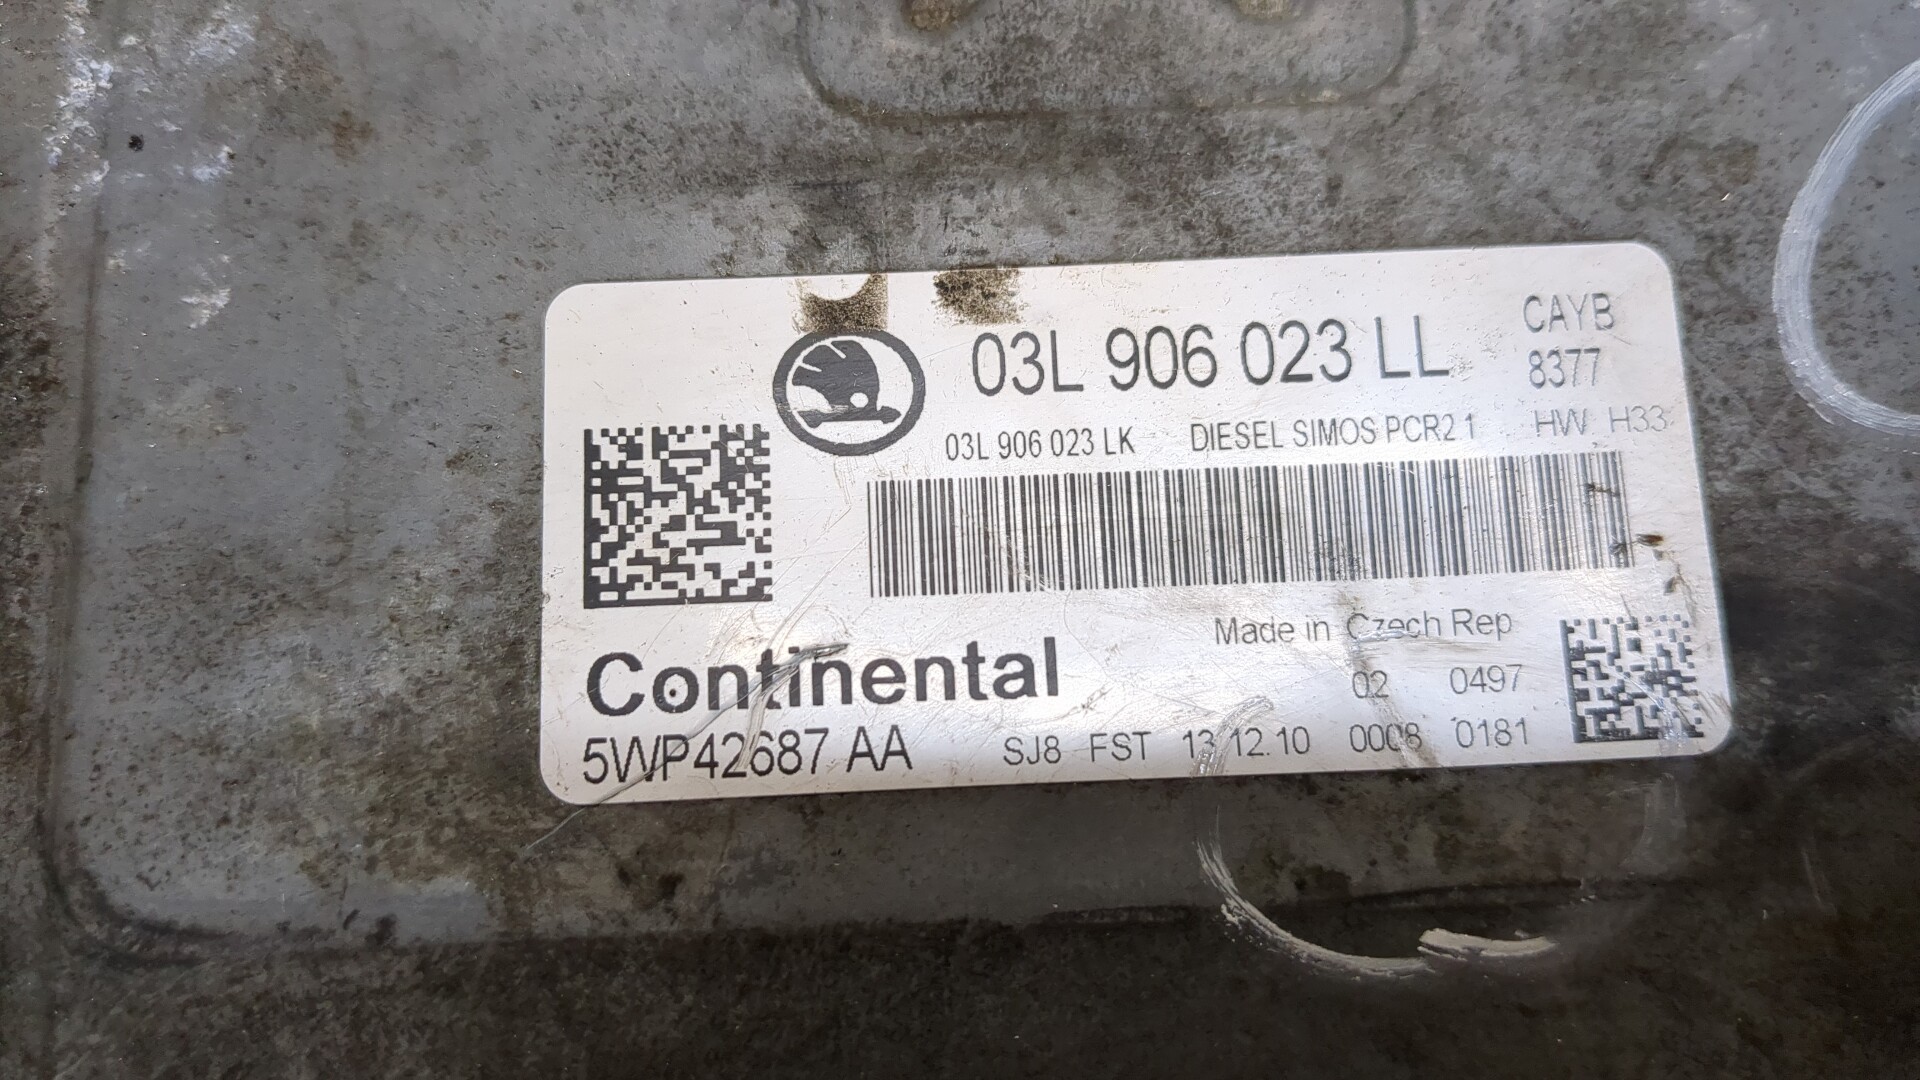 03L 906 023 LL CAYB
8377
03L 906 023 LK DIESEL SIMOS PCR2.1 HW H33
Made in Czech Rep
Continental 02 0497
5WP42687 AA SJ8 FST 13.12.10 0008 0181